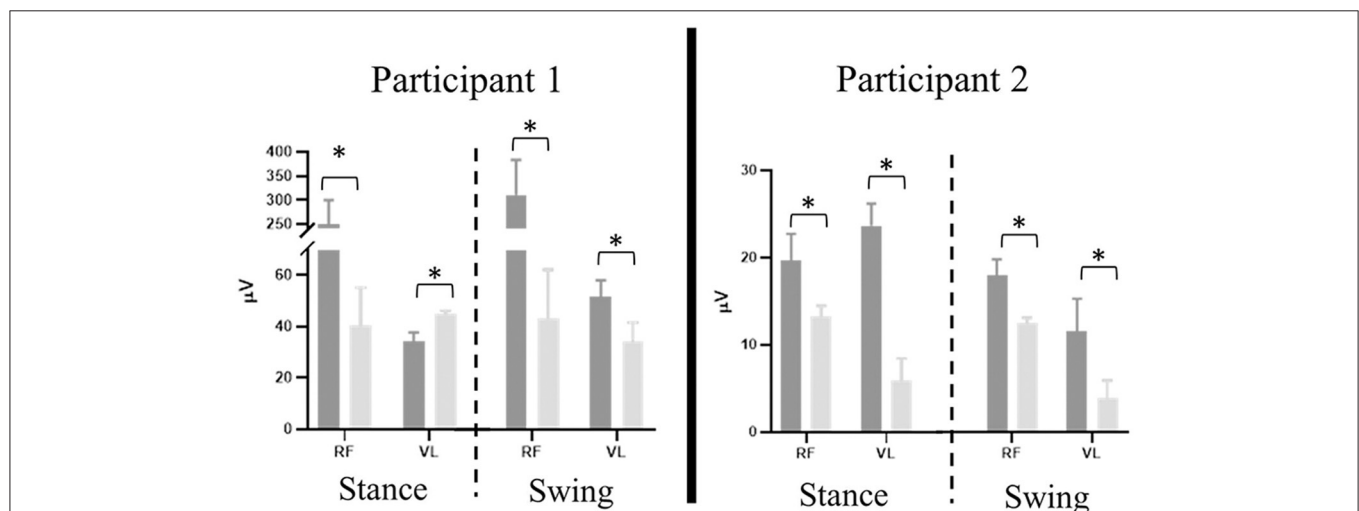 Participant 1
*
*
*
*
400
350
300
250
60
40
20
0
µV
RF
VL
RF
VL
Stance
Swing
Participant 2
*
*
*
*
30
20
10
0
µV
RF
VL
RF
VL
Stance
Swing